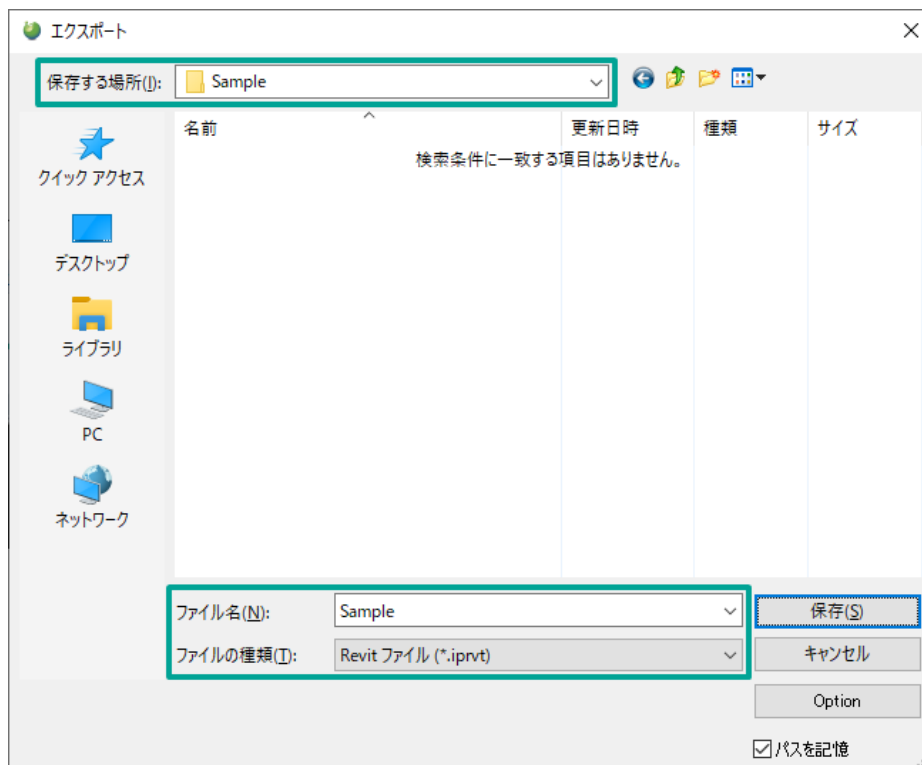 エクスポート
保存する場所(I): Sample
名前 更新日時 種類 サイズ
検索条件に一致する項目はありません。
クイック アクセス
デスクトップ
ライブラリ
PC
ネットワーク
ファイル名(N): Sample 保存(S)
ファイルの種類(T): Revit ファイル (*.iprvt) キャンセル
Option
パスを記憶